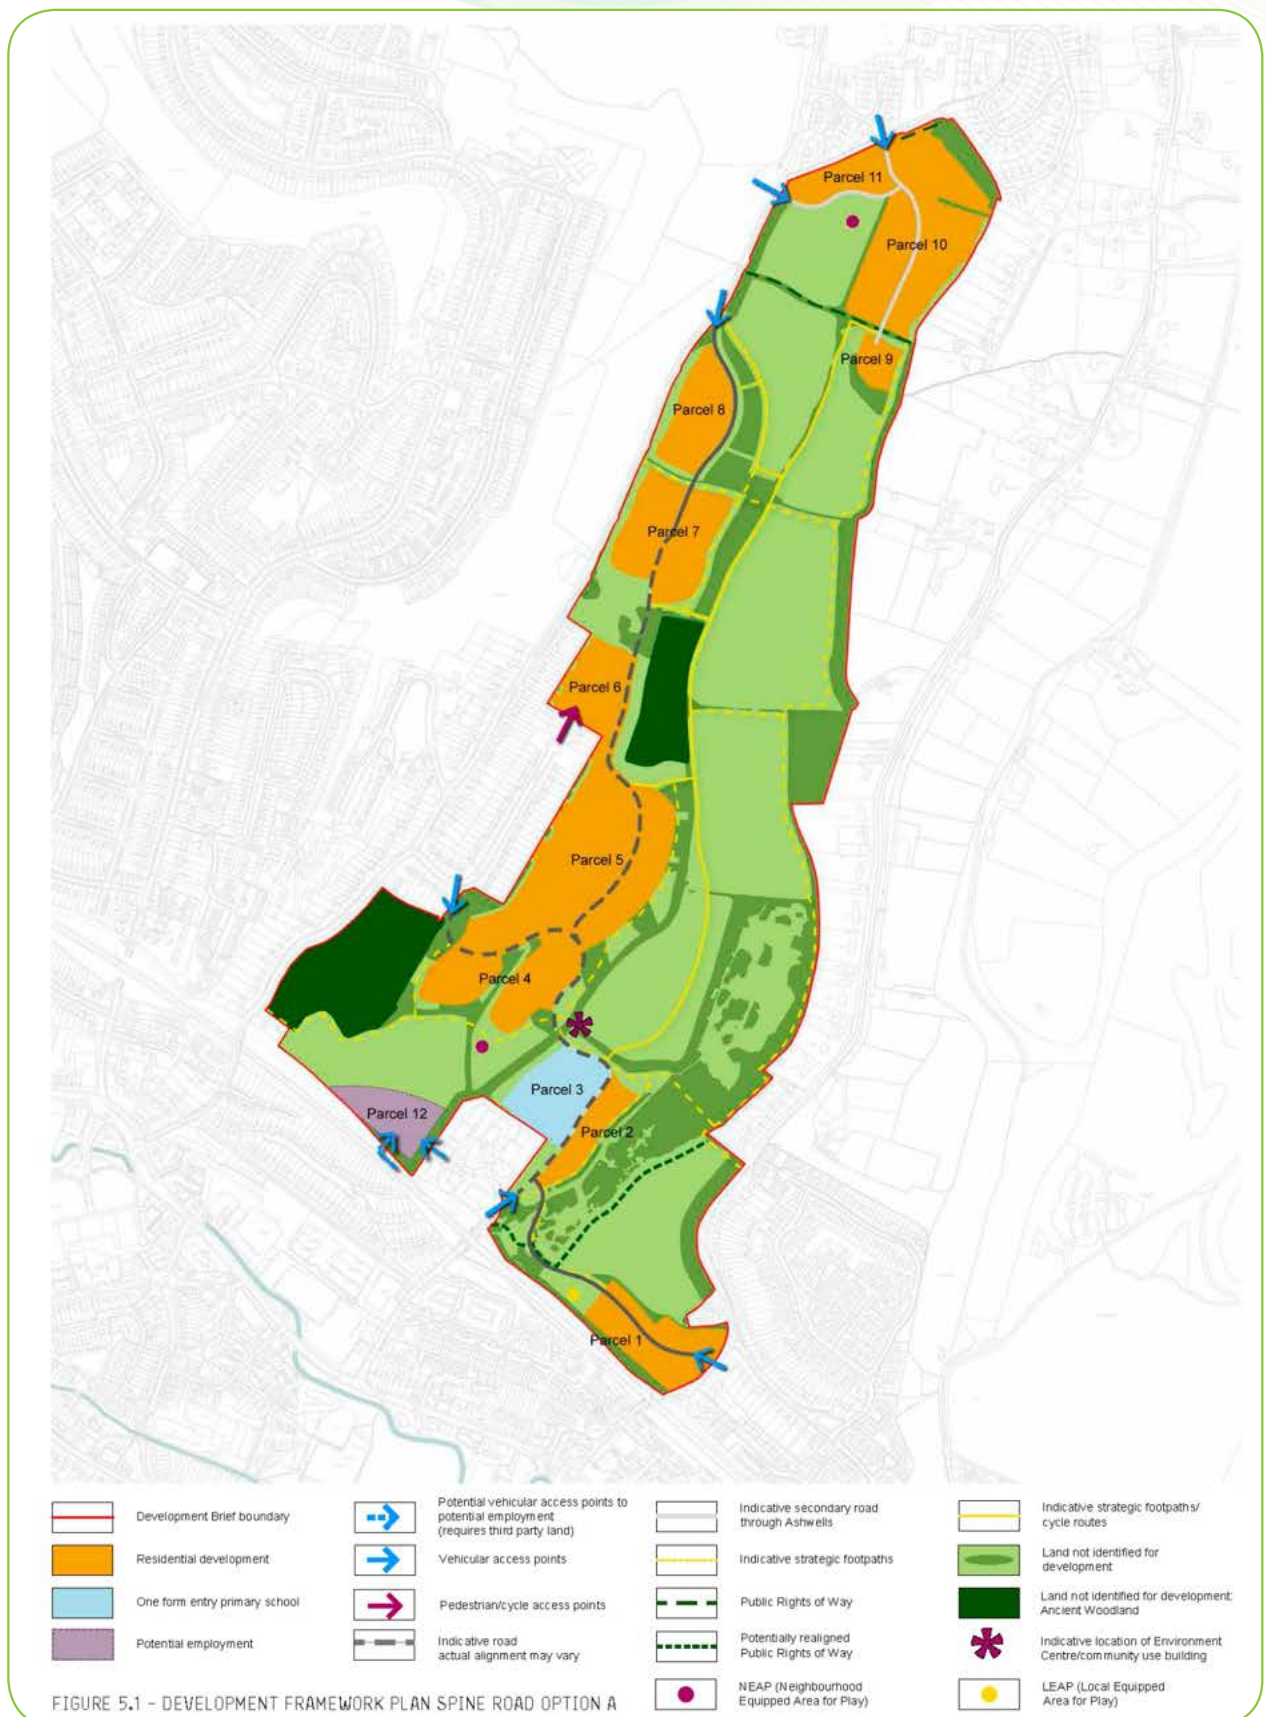 Parcel 11
Parcel 10
Parcel 9
Parcel 8
Parcel 7
Parcel 6
Parcel 5
Parcel 4
Parcel 3
Parcel 12
Parcel 2
Parcel 1
Development Brief boundary
Residential development
One form entry primary school
Potential employment
Potential vehicular access points to
potential employment
(requires third party land)
Vehicular access points
Pedestrian/cycle access points
Indicative road
actual alignment may vary
Indicative secondary road
through Ashwells
Indicative strategic footpaths
Public Rights of Way
Potentially realigned
Public Rights of Way
NEAP (Neighbourhood
Equipped Area for Play)
Indicative strategic footpaths/
cycle routes
Land not identified for
development
Land not identified for development:
Ancient Woodland
Indicative location of Environment
Centre/community use building
LEAP (Local Equipped
Area for Play)
FIGURE 5.1 - DEVELOPMENT FRAMEWORK PLAN SPINE ROAD OPTION A